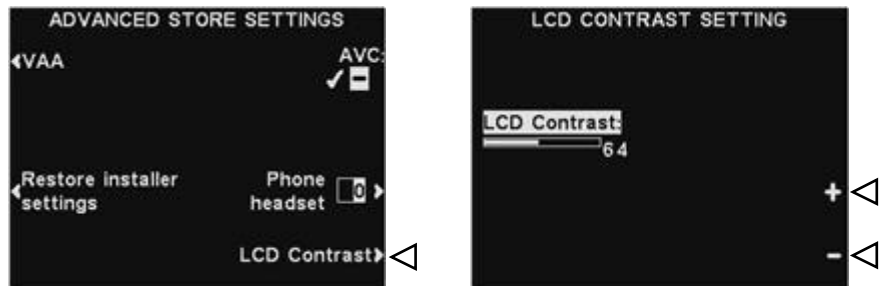 ADVANCED STORE SETTINGS
VAA
AVC:
Restore installer
settings
Phone
headset
0
LCD Contrast
LCD CONTRAST SETTING
LCD Contrast:
64
+
-